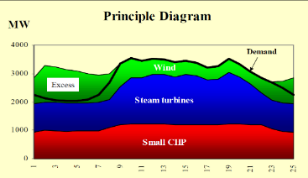 Principle Diagram
MW
4000
3000
2000
1000
0
Excess
Wind
Demand
Steam turbines
Small CHP
1 3 5 7 9 11 13 15 17 19 21 23 25